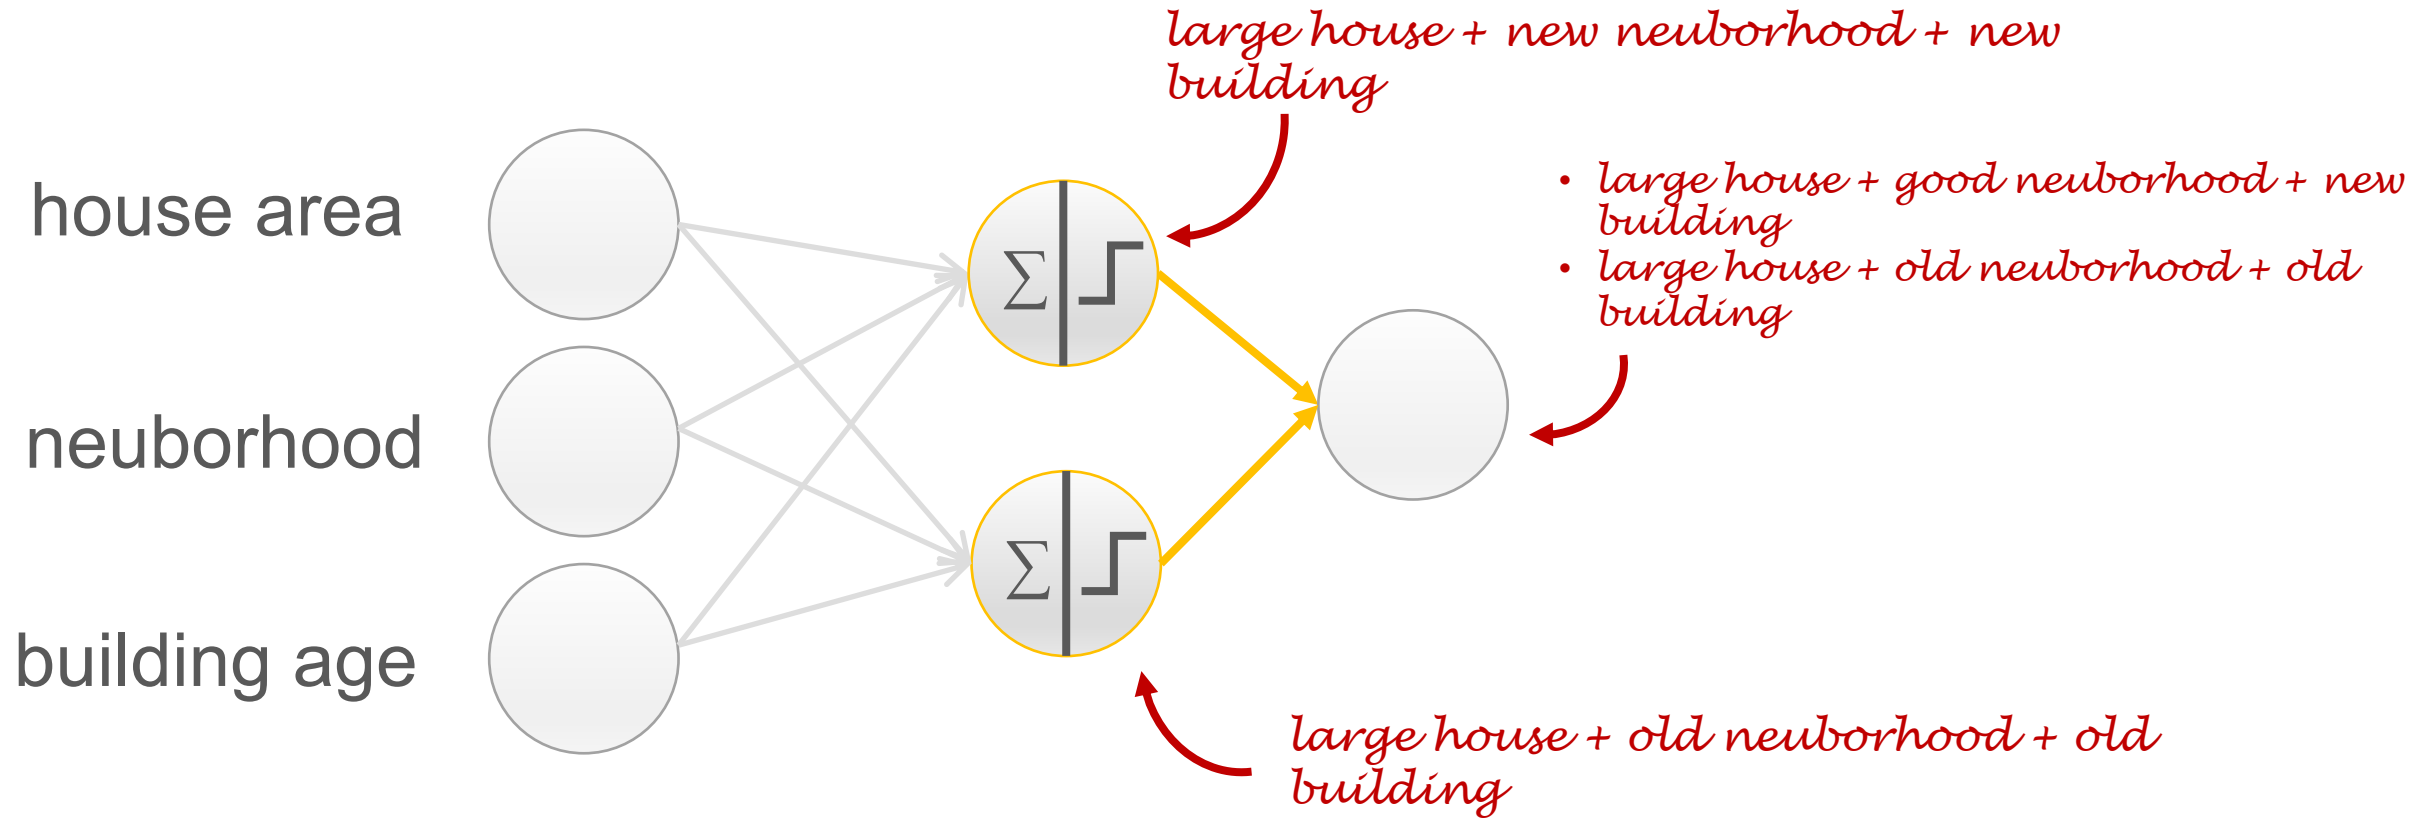 large house + new neuborhood + new
building
• large house + good neuborhood + new
building
• large house + old neuborhood + old
building
house area
∑
neuborhood
∑
building age
large house + old neuborhood + old
building